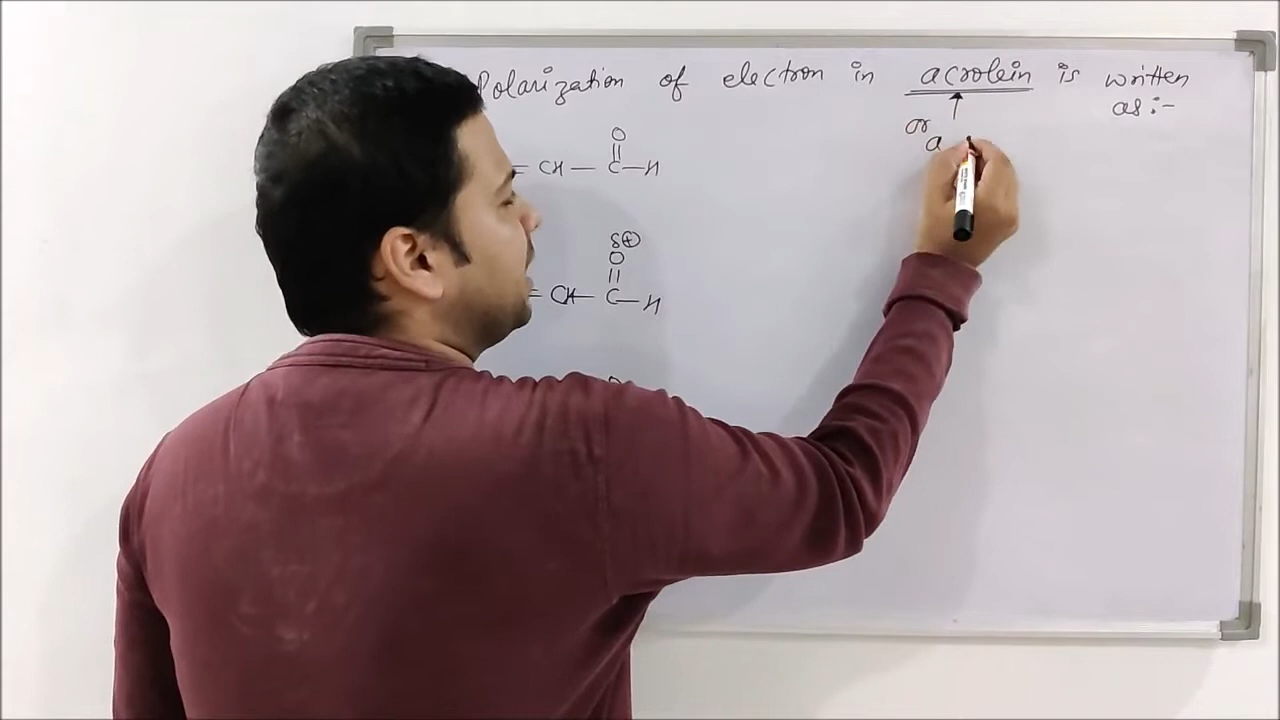 Polarization of electron in acrolein is written
as :-
or
a
O
||
= CH — C — H
δ⊕
O
||
= CH — C — H
O